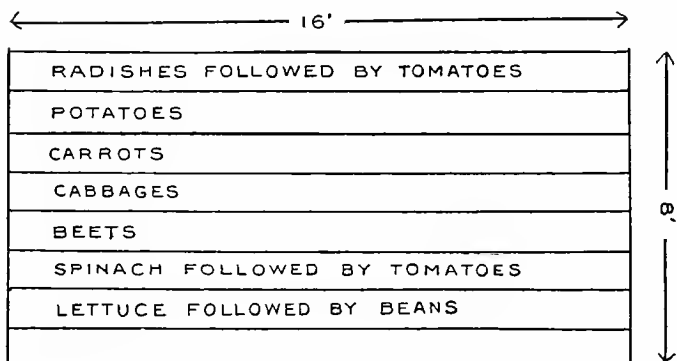 16'
RADISHES FOLLOWED BY TOMATOES
POTATOES
CARROTS
CABBAGES
BEETS
8'
SPINACH FOLLOWED BY TOMATOES
LETTUCE FOLLOWED BY BEANS